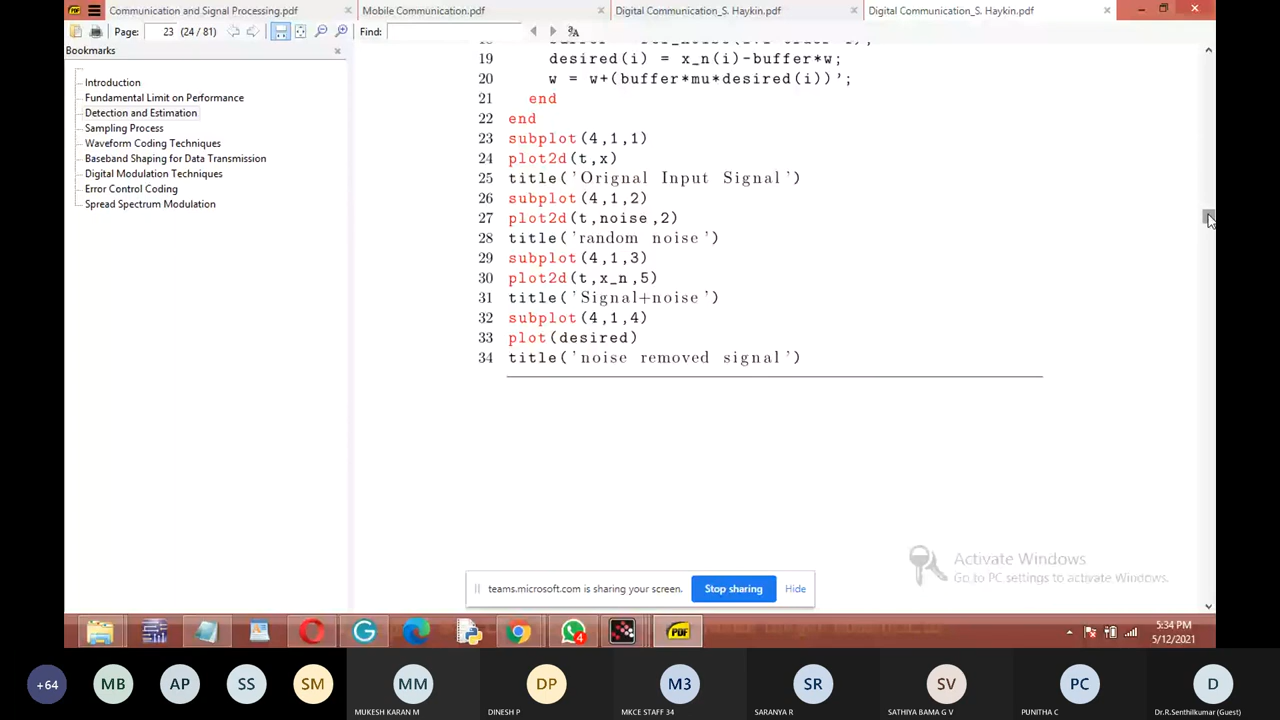 Communication and Signal Processing.pdf
Mobile Communication.pdf
Digital Communication_S. Haykin.pdf
Digital Communication_S. Haykin.pdf
Page: 23 (24 / 81)
Find:
Bookmarks
Introduction
Fundamental Limit on Performance
Detection and Estimation
Sampling Process
Waveform Coding Techniques
Baseband Shaping for Data Transmission
Digital Modulation Techniques
Error Control Coding
Spread Spectrum Modulation
19 desired(i) = x_n(i)-buffer*w;
20 w = w+(buffer*mu*desired(i))';
21 end
22 end
23 subplot(4,1,1)
24 plot2d(t,x)
25 title('Orignal Input Signal')
26 subplot(4,1,2)
27 plot2d(t,noise,2)
28 title('random noise')
29 subplot(4,1,3)
30 plot2d(t,x_n,5)
31 title('Signal+noise')
32 subplot(4,1,4)
33 plot(desired)
34 title('noise removed signal')
Activate Windows
Go to PC settings to activate Windows.
teams.microsoft.com is sharing your screen.
Stop sharing
Hide
4
PDF
5:34 PM
5/12/2021
+64
MB
AP
SS
SM
MM
DP
M3
SR
SV
PC
D
MUKESH KARAN M
DINESH P
MKCE STAFF 34
SARANYA R
SATHIYA BAMA G V
PUNITHA C
Dr.R.Senthilkumar (Guest)